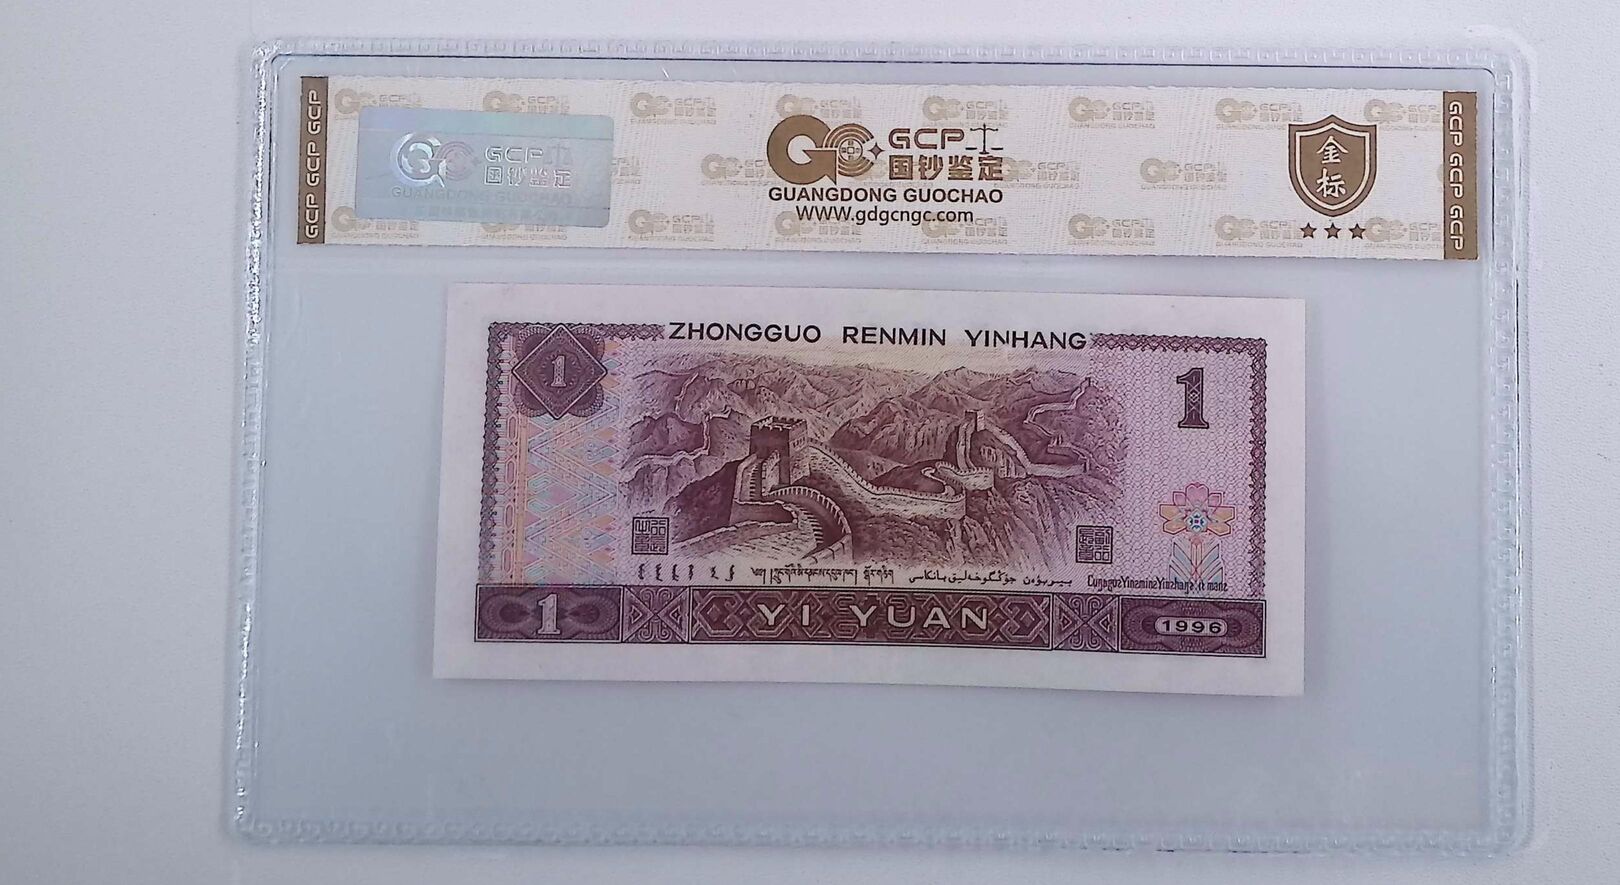 GCP GCP GCP
GCP
国钞鉴定
GUANGDONG GUOCHAO
GCP
国钞鉴定
GUANGDONG GUOCHAO
WWW.gdgcngc.com
金
标
GCP GCP GCP
ZHONGGUO RENMIN YINHANG
1
1
1
YI YUAN
1996